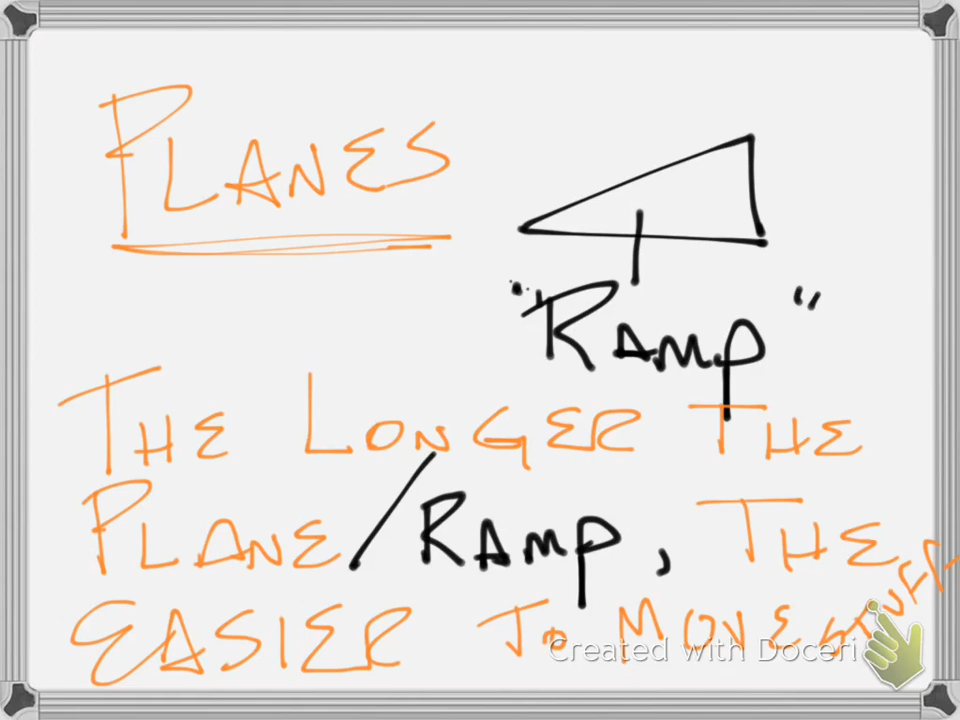 PLANES
"RAMP"
THE LONGER THE
PLANE/RAMP, THE
EASIER TO MOVE STUFF
Created with Doceri